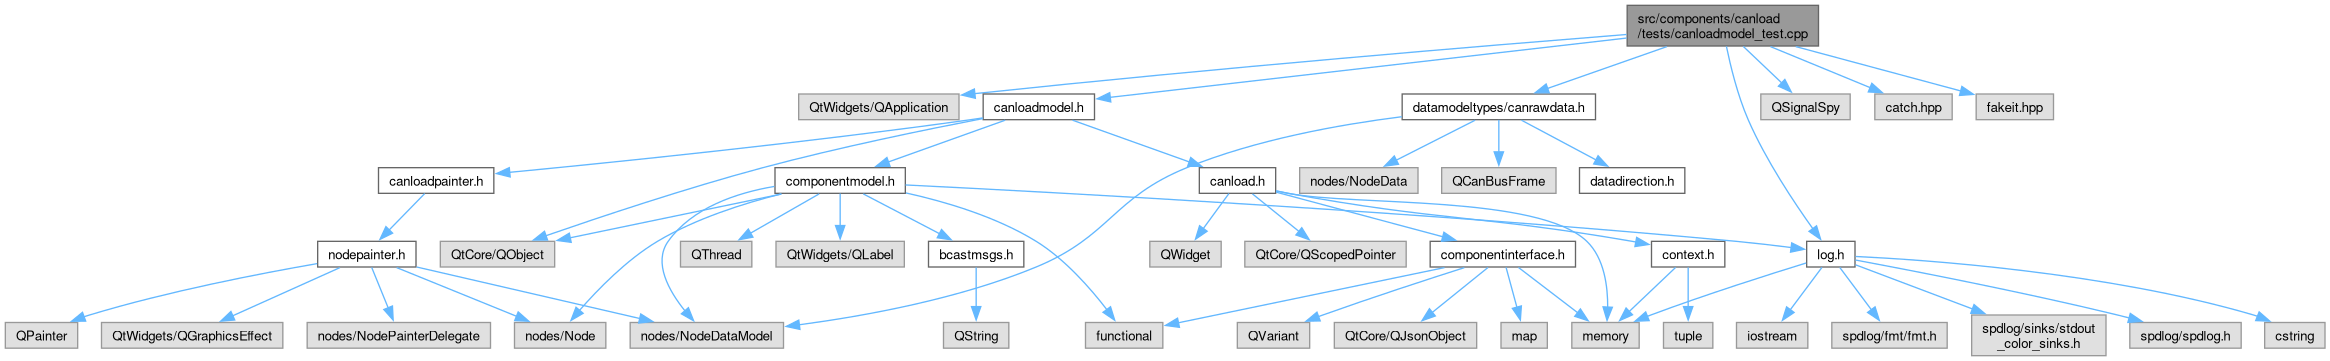 src/components/canload
/tests/canloadmodel_test.cpp
QtWidgets/QApplication
canloadmodel.h
datamodeltypes/canrawdata.h
QSignalSpy
catch.hpp
fakeit.hpp
canloadpainter.h
componentmodel.h
canload.h
nodes/NodeData
QCanBusFrame
datadirection.h
nodepainter.h
QtCore/QObject
QThread
QtWidgets/QLabel
bcastmsgs.h
QWidget
QtCore/QScopedPointer
componentinterface.h
context.h
log.h
QPainter
QtWidgets/QGraphicsEffect
nodes/NodePainterDelegate
nodes/Node
nodes/NodeDataModel
QString
functional
QVariant
QtCore/QJsonObject
map
memory
tuple
iostream
spdlog/fmt/fmt.h
spdlog/sinks/stdout
_color_sinks.h
spdlog/spdlog.h
cstring